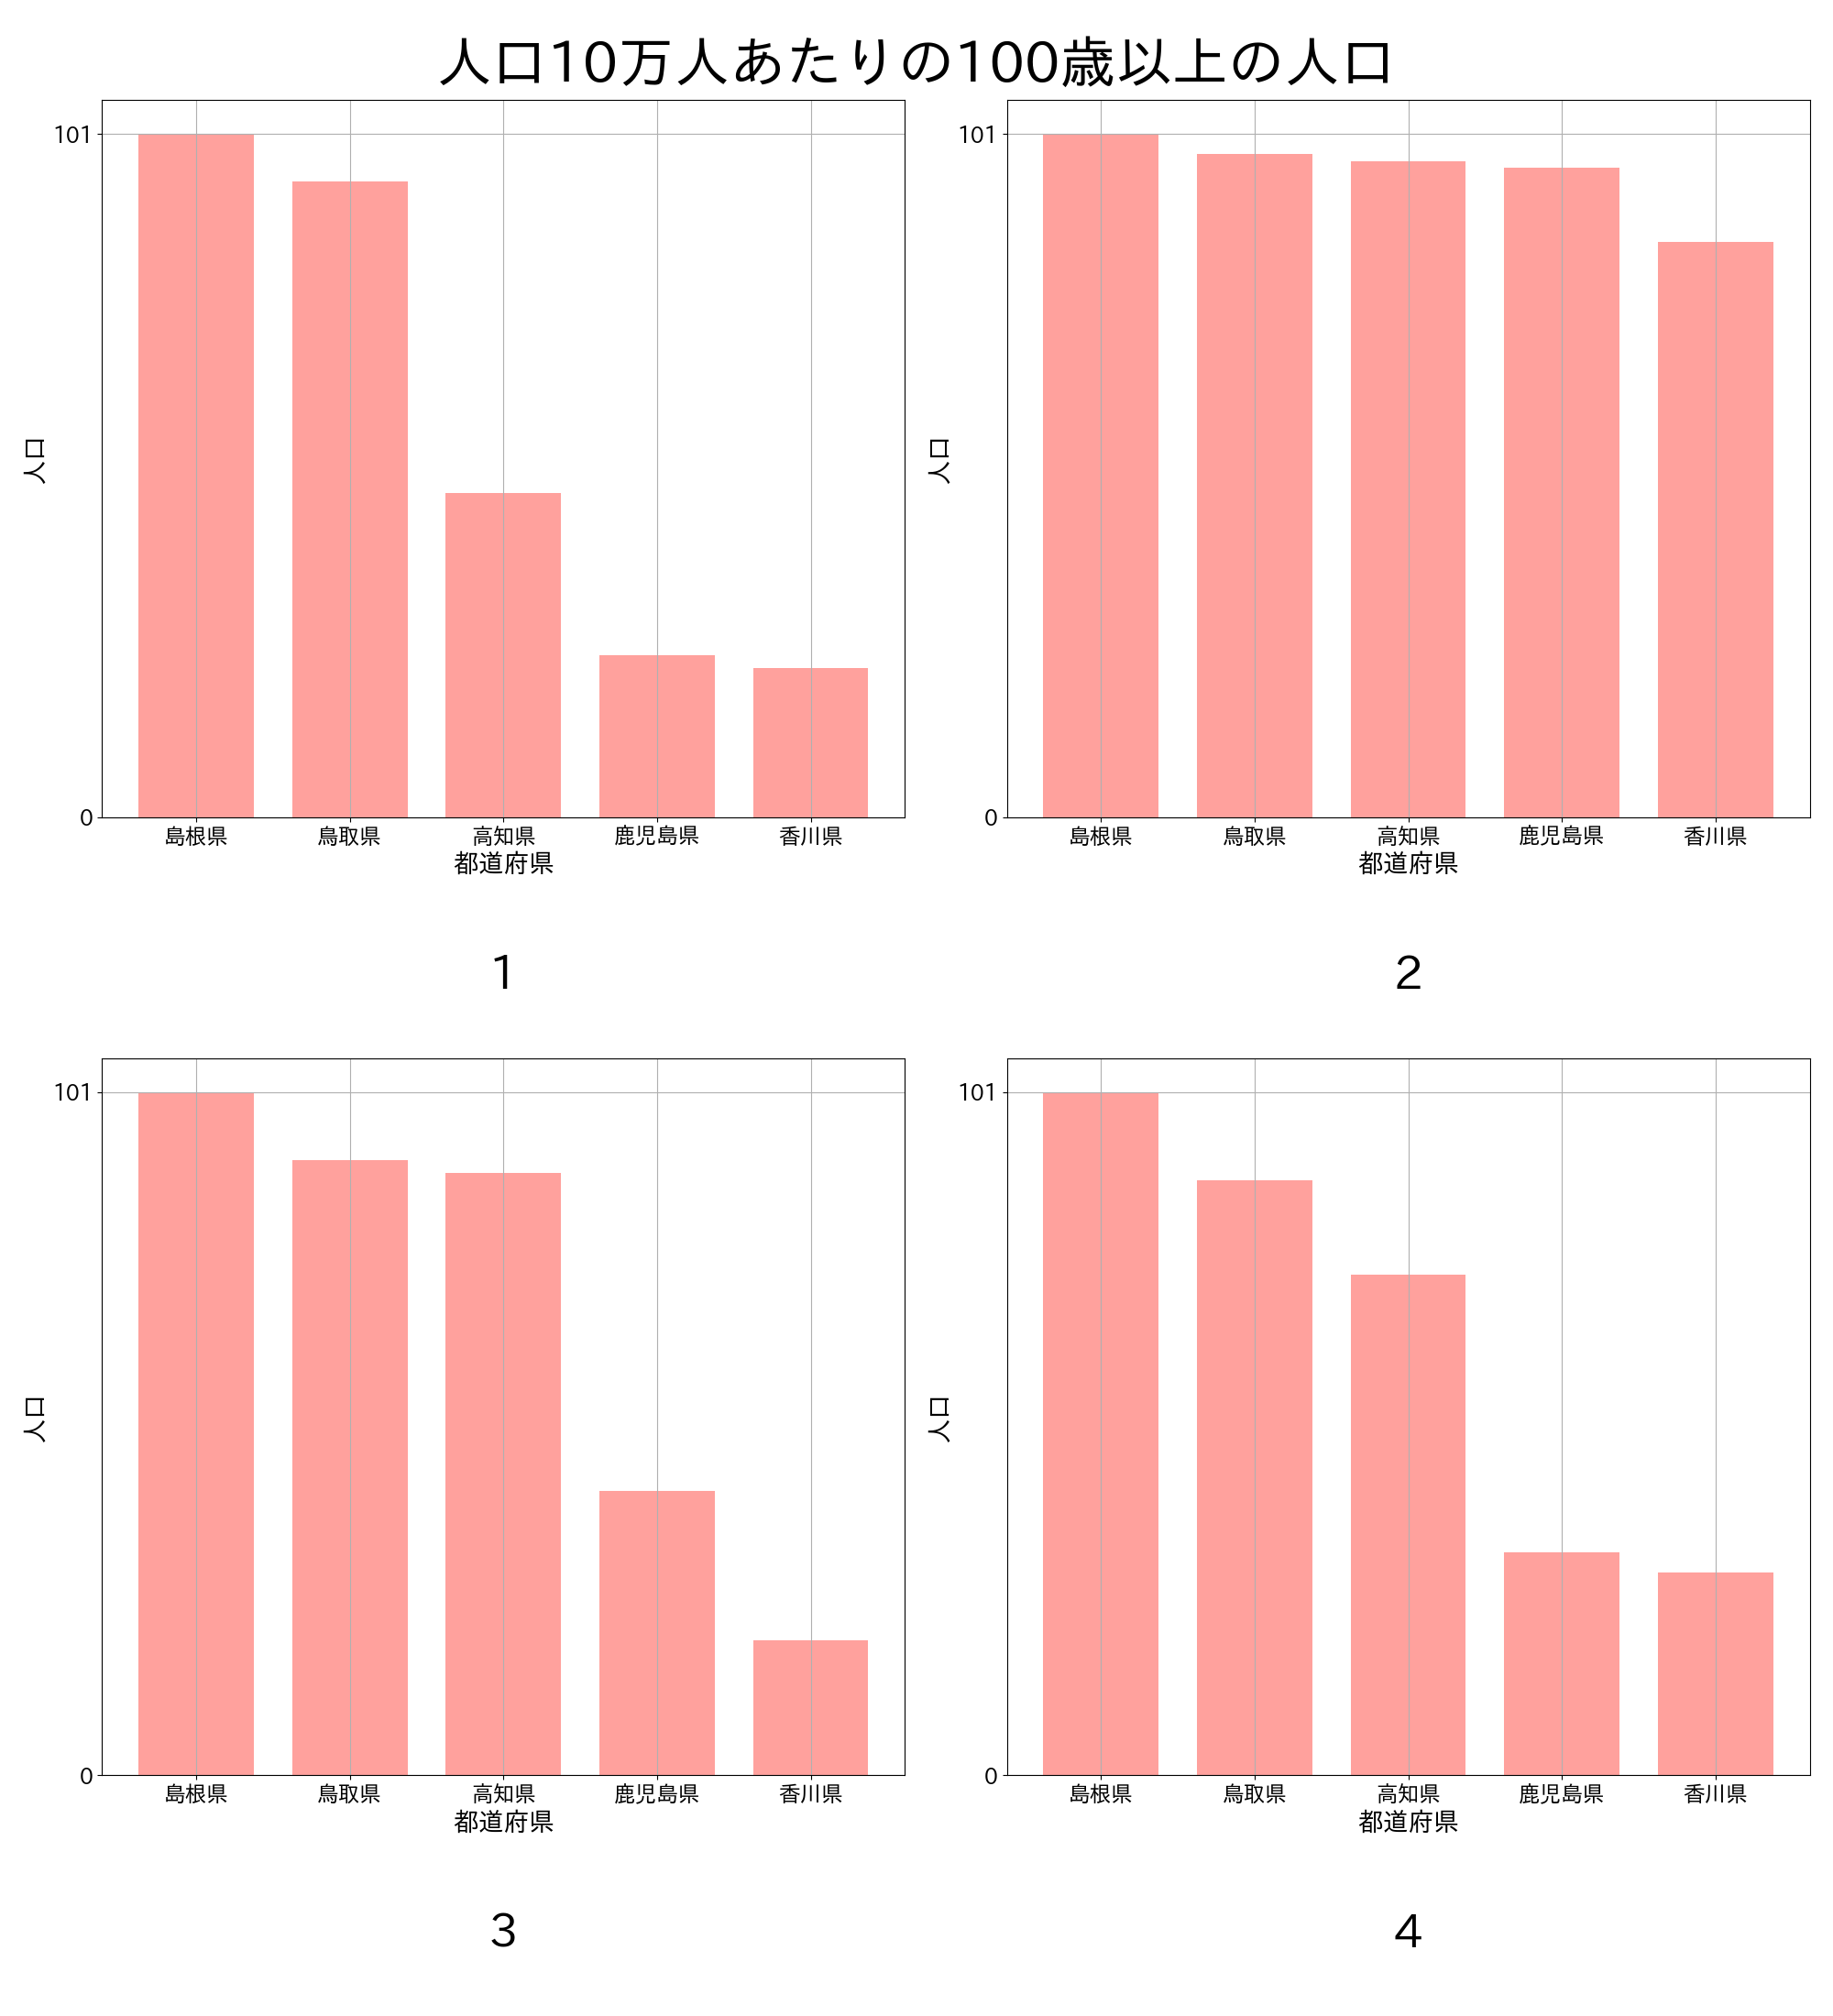 人口10万人あたりの100歳以上の人口
101
人口
0
島根県 鳥取県 高知県 鹿児島県 香川県
都道府県
1
101
人口
0
島根県 鳥取県 高知県 鹿児島県 香川県
都道府県
2
101
人口
0
島根県 鳥取県 高知県 鹿児島県 香川県
都道府県
3
101
人口
0
島根県 鳥取県 高知県 鹿児島県 香川県
都道府県
4